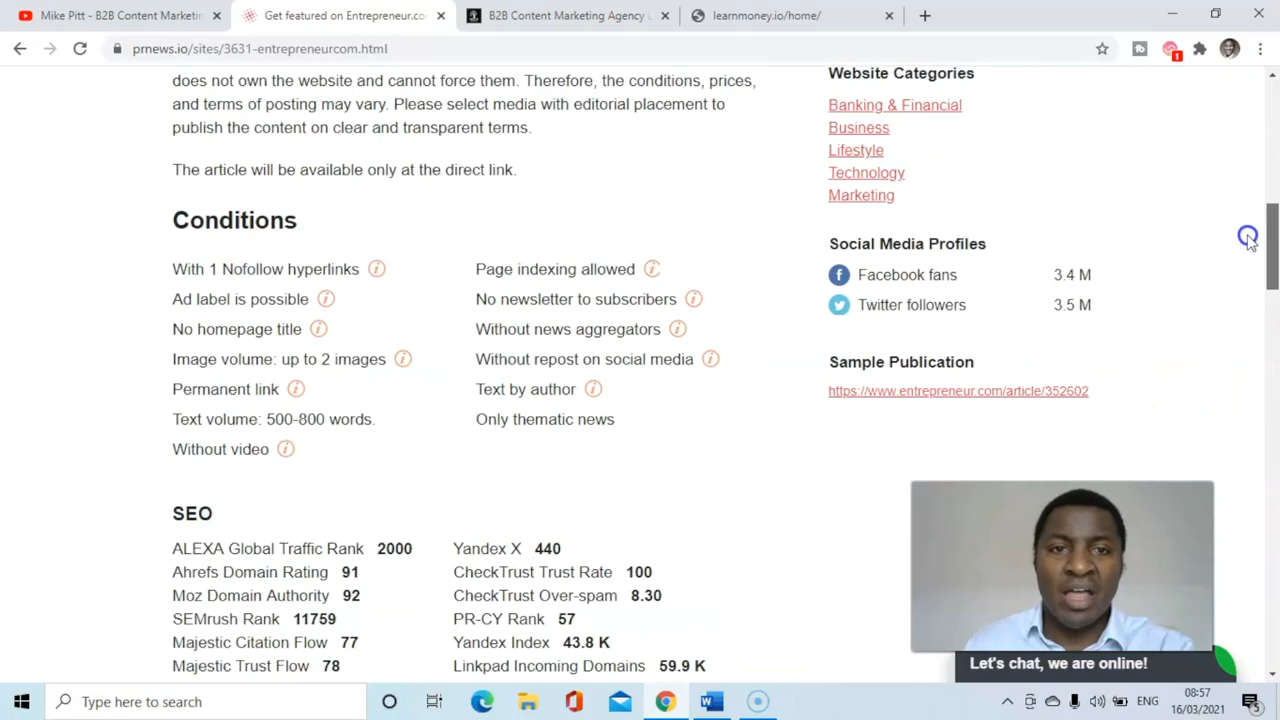 Mike Pitt - B2B Content Marketin
Get featured on Entrepreneur.co
B2B Content Marketing Agency
learnmoney.io/home/
prnews.io/sites/3631-entrepreneurcom.html
1
does not own the website and cannot force them. Therefore, the conditions, prices,
and terms of posting may vary. Please select media with editorial placement to
publish the content on clear and transparent terms.
The article will be available only at the direct link.
Conditions
With 1 Nofollow hyperlinks
Ad label is possible
No homepage title
Image volume: up to 2 images
Permanent link
Text volume: 500-800 words.
Without video
Page indexing allowed
No newsletter to subscribers
Without news aggregators
Without repost on social media
Text by author
Only thematic news
SEO
ALEXA Global Traffic Rank 2000
Ahrefs Domain Rating 91
Moz Domain Authority 92
SEMrush Rank 11759
Majestic Citation Flow 77
Majestic Trust Flow 78
Yandex X 440
CheckTrust Trust Rate 100
CheckTrust Over-spam 8.30
PR-CY Rank 57
Yandex Index 43.8 K
Linkpad Incoming Domains 59.9 K
Website Categories
Banking & Financial
Business
Lifestyle
Technology
Marketing
Social Media Profiles
Facebook fans 3.4 M
Twitter followers 3.5 M
Sample Publication
https://www.entrepreneur.com/article/352602
Let's chat, we are online!
Type here to search
ENG
08:57
16/03/2021
5